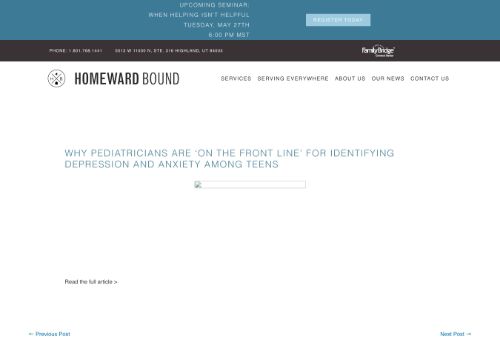 UPCOMING SEMINAR:
WHEN HELPING ISN'T HELPFUL
TUESDAY, MAY 27TH
6:00 PM MST
REGISTER TODAY
PHONE: 1.801.768.1441
5513 W 11000 N, STE. 216 HIGHLAND, UT 84003
FamilyBridge
HOMEWARD BOUND
SERVICES
SERVING EVERYWHERE
ABOUT US
OUR NEWS
CONTACT US
WHY PEDIATRICIANS ARE ‘ON THE FRONT LINE’ FOR IDENTIFYING
DEPRESSION AND ANXIETY AMONG TEENS
Read the full article >
← Previous Post
Next Post →